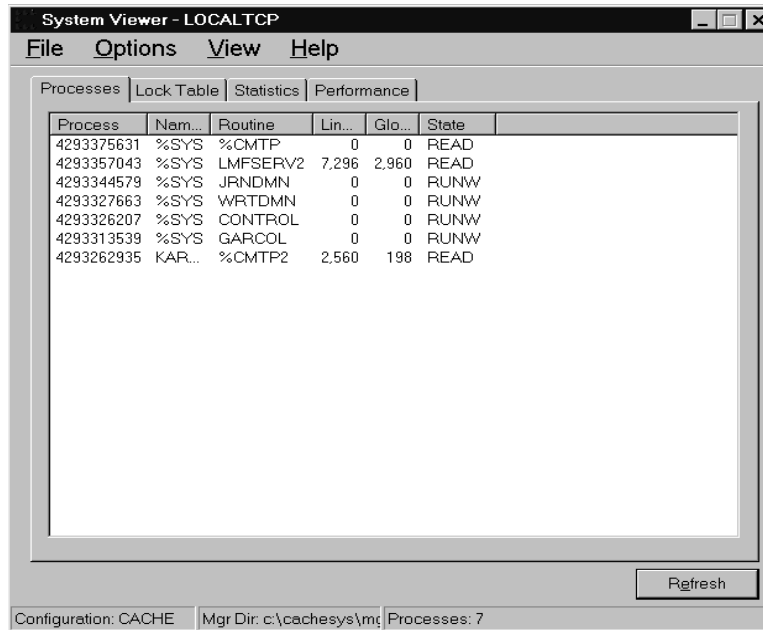 System Viewer - LOCALTCP
File Options View Help
Processes Lock Table Statistics Performance
Process Nam... Routine Lin... Glo... State
4293375631 %SYS %CMTP 0 0 READ
4293357043 %SYS LMFSERV2 7,296 2,960 READ
4293344579 %SYS JRNDMN 0 0 RUNW
4293327663 %SYS WRTDMN 0 0 RUNW
4293326207 %SYS CONTROL 0 0 RUNW
4293313539 %SYS GARCOL 0 0 RUNW
4293262935 KAR... %CMTP2 2,560 198 READ
Refresh
Configuration: CACHE Mgr Dir: c:\cachesys\mg Processes: 7